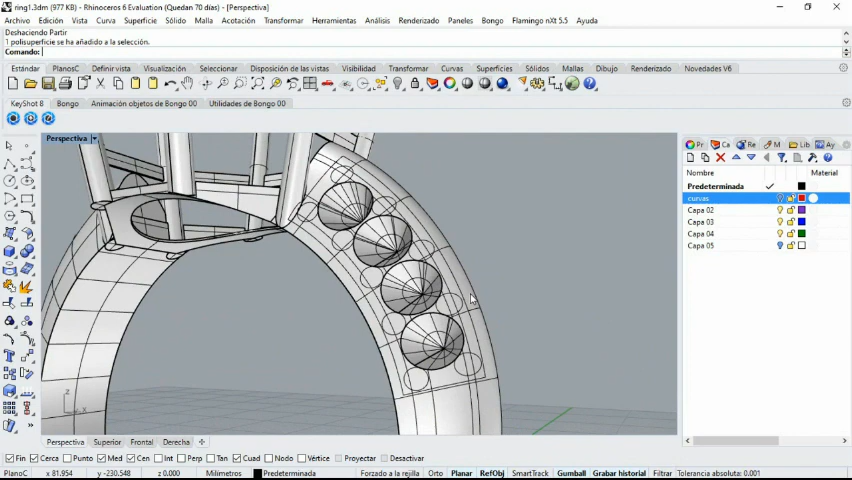 ring1.3dm (977 KB) - Rhinoceros 6 Evaluation (Quedan 70 días) - [Perspectiva]
Archivo Edición Vista Curva Superficie Sólido Malla Acotación Transformar Herramientas Análisis Renderizado Paneles Bongo Flamingo nXt 5.5 Ayuda
Deshaciendo Partir
1 polisuperficie se ha añadido a la selección.
Comando:
Estándar PlanosC Definir vista Visualización Seleccionar Disposición de las vistas Visibilidad Transformar Curvas Superficies Sólidos Mallas Dibujo Renderizado Novedades V6
KeyShot 8 Bongo Animación objetos de Bongo 00 Utilidades de Bongo 00
Perspectiva
Pr Ca Re M Lib Ay
Nombre Material
Predeterminada
curvas
Capa 02
Capa 03
Capa 04
Capa 05
z x
Perspectiva Superior Frontal Derecha
Fin Cerca Punto Med Cen Int Perp Tan Cuad Nodo Vértice Proyectar Desactivar
PlanoC x 81.954 y -230.548 z 0.000 Milímetros Predeterminada Forzado a la rejilla Orto Planar RefObj SmartTrack Gumball Grabar historial Filtrar Tolerancia absoluta: 0.001